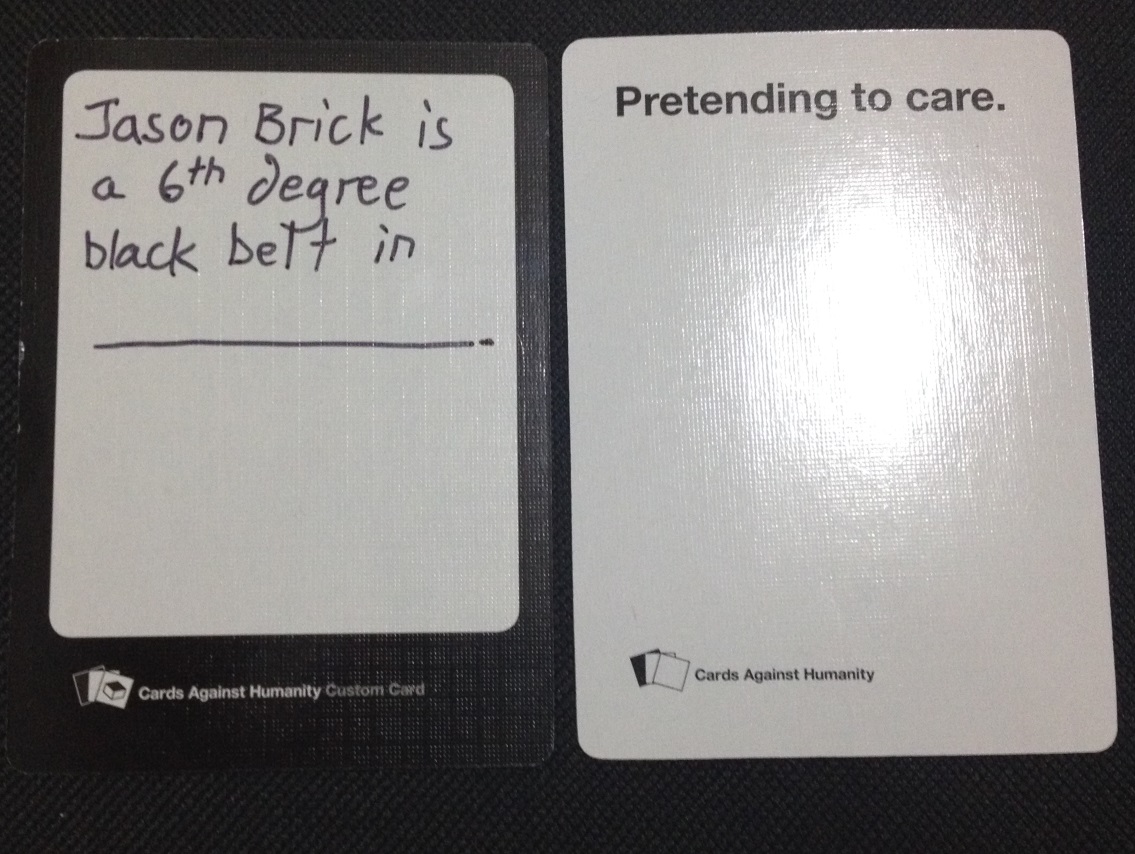 Jason Brick is
a 6th degree
black belt in
__________.
Cards Against Humanity Custom Card
Pretending to care.
Cards Against Humanity